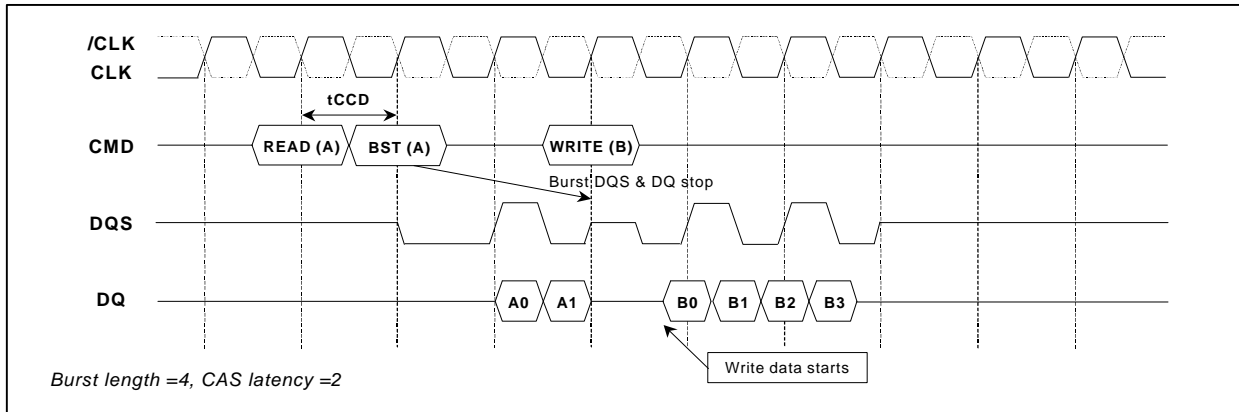 /CLK
CLK
tCCD
CMD
READ (A)
BST (A)
WRITE (B)
Burst DQS & DQ stop
DQS
DQ
A0
A1
B0
B1
B2
B3
Write data starts
Burst length =4, CAS latency =2